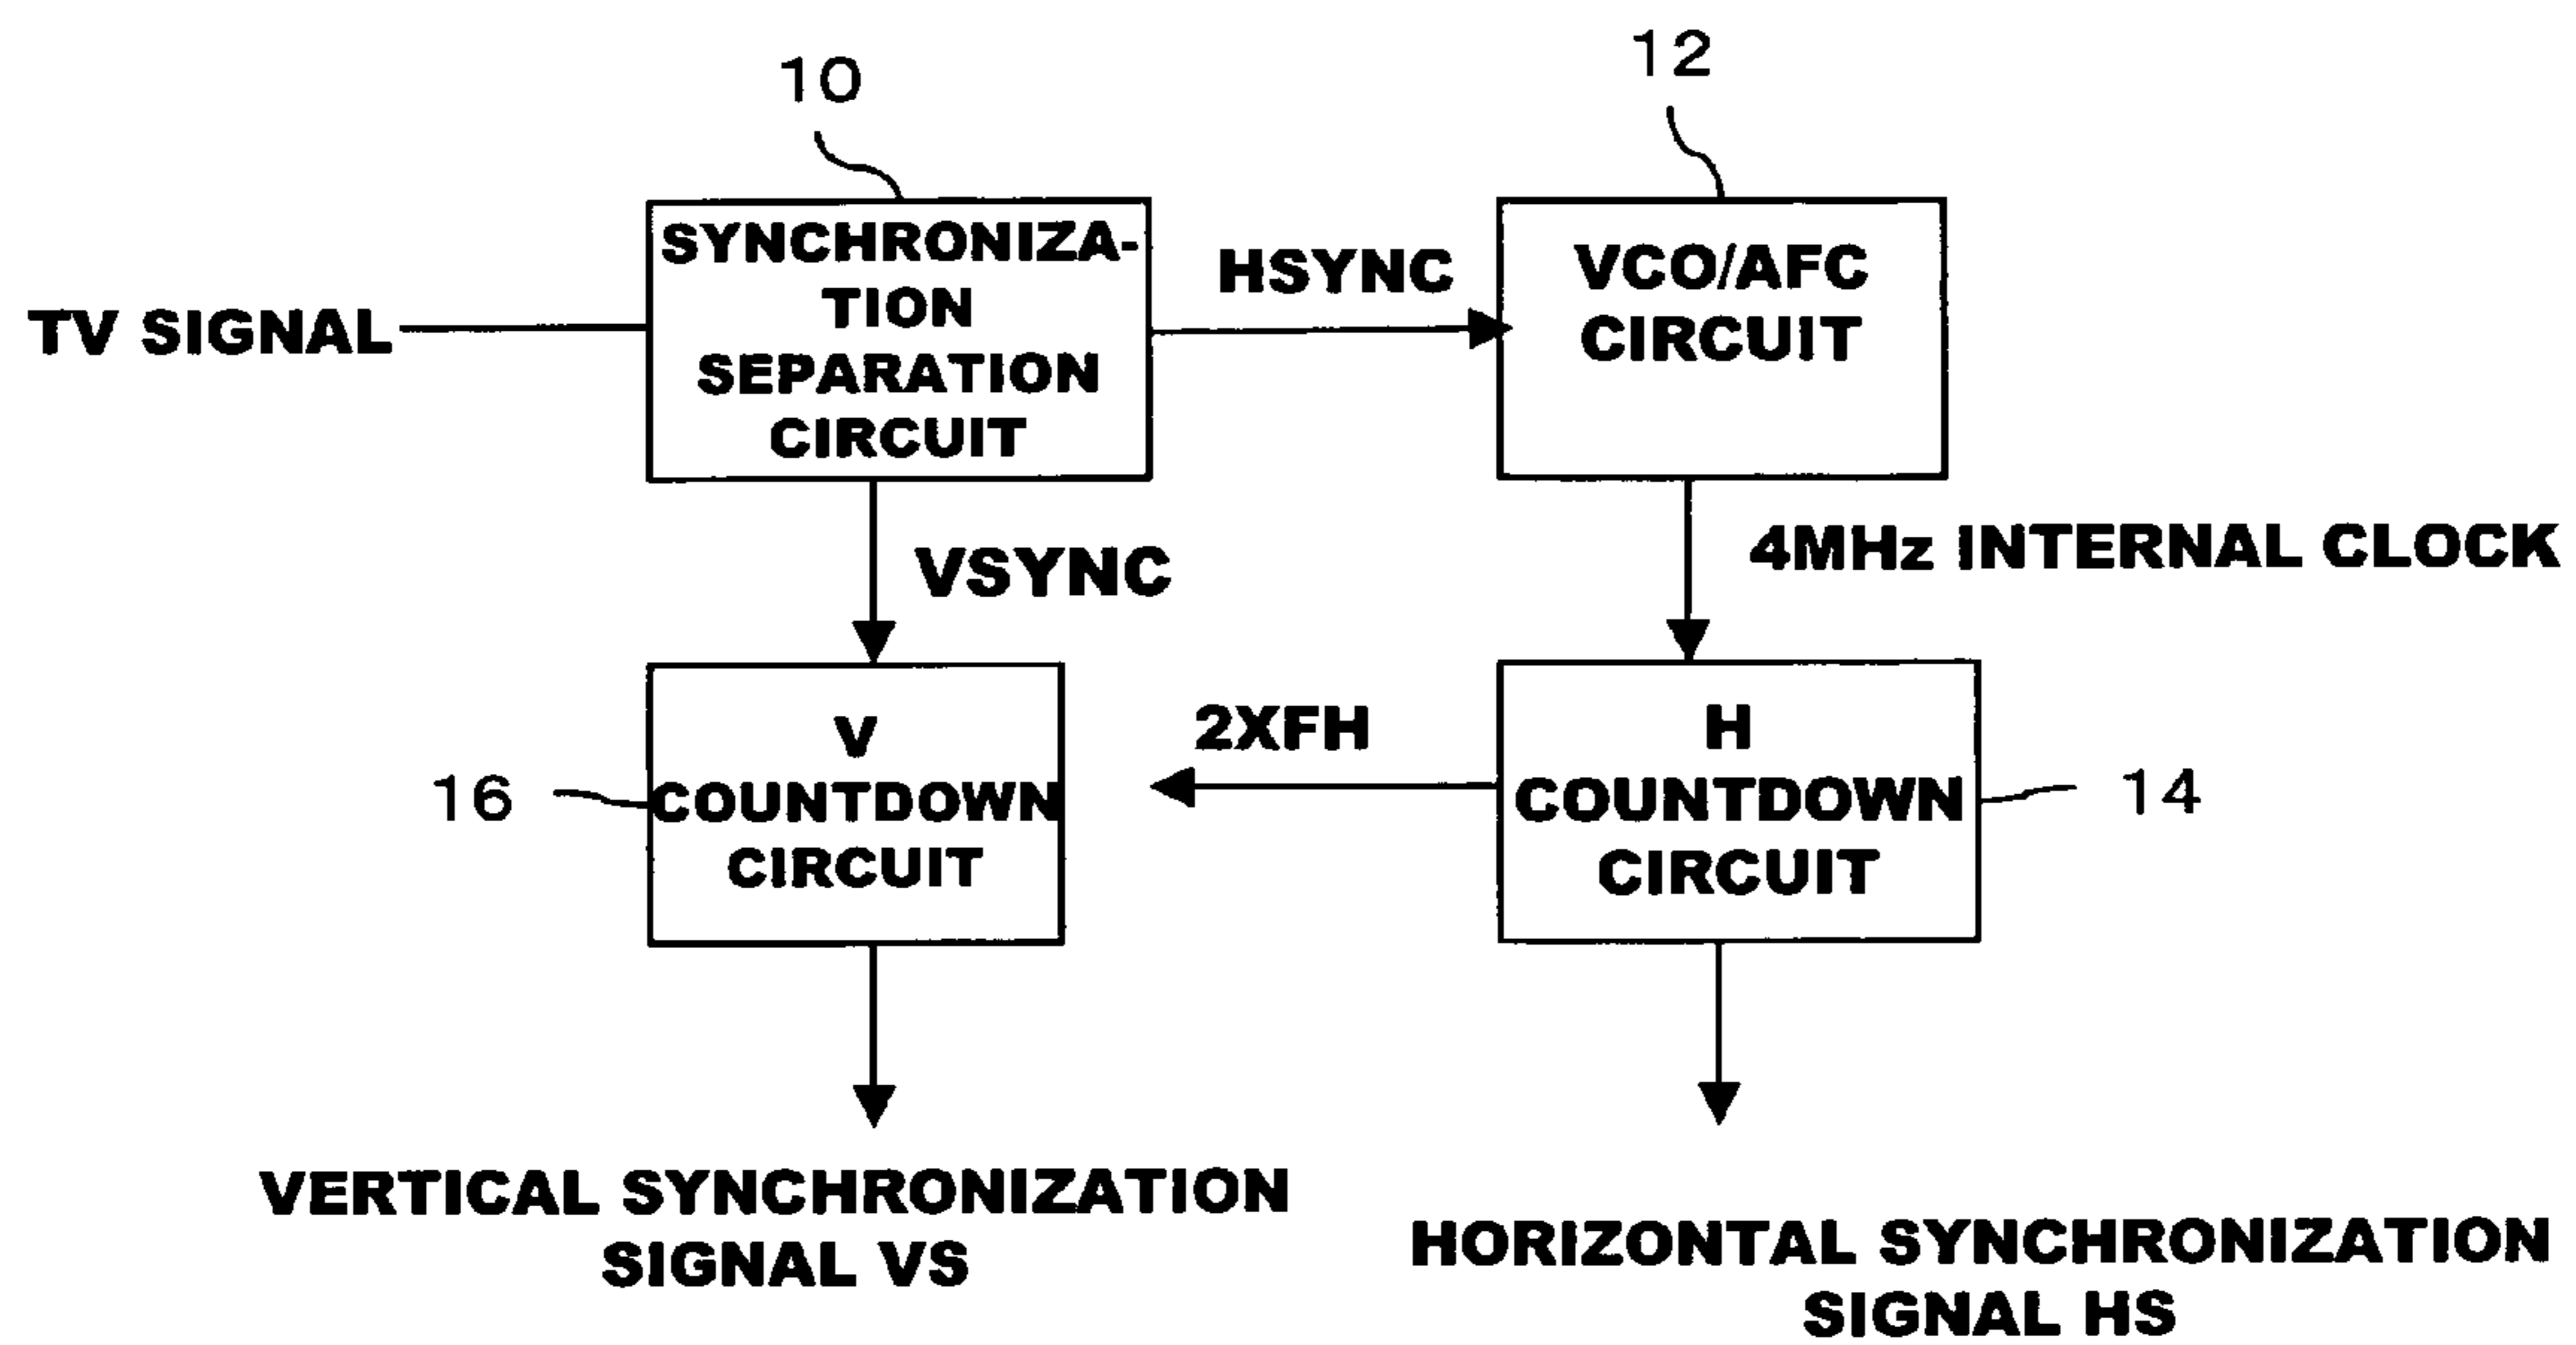 10
12
SYNCHRONIZA-
TION
SEPARATION
CIRCUIT
HSYNC
VCO/AFC
CIRCUIT
TV SIGNAL
VSYNC
4MHz INTERNAL CLOCK
V
COUNTDOWN
CIRCUIT
16
2XFH
H
COUNTDOWN
CIRCUIT
14
VERTICAL SYNCHRONIZATION
SIGNAL VS
HORIZONTAL SYNCHRONIZATION
SIGNAL HS